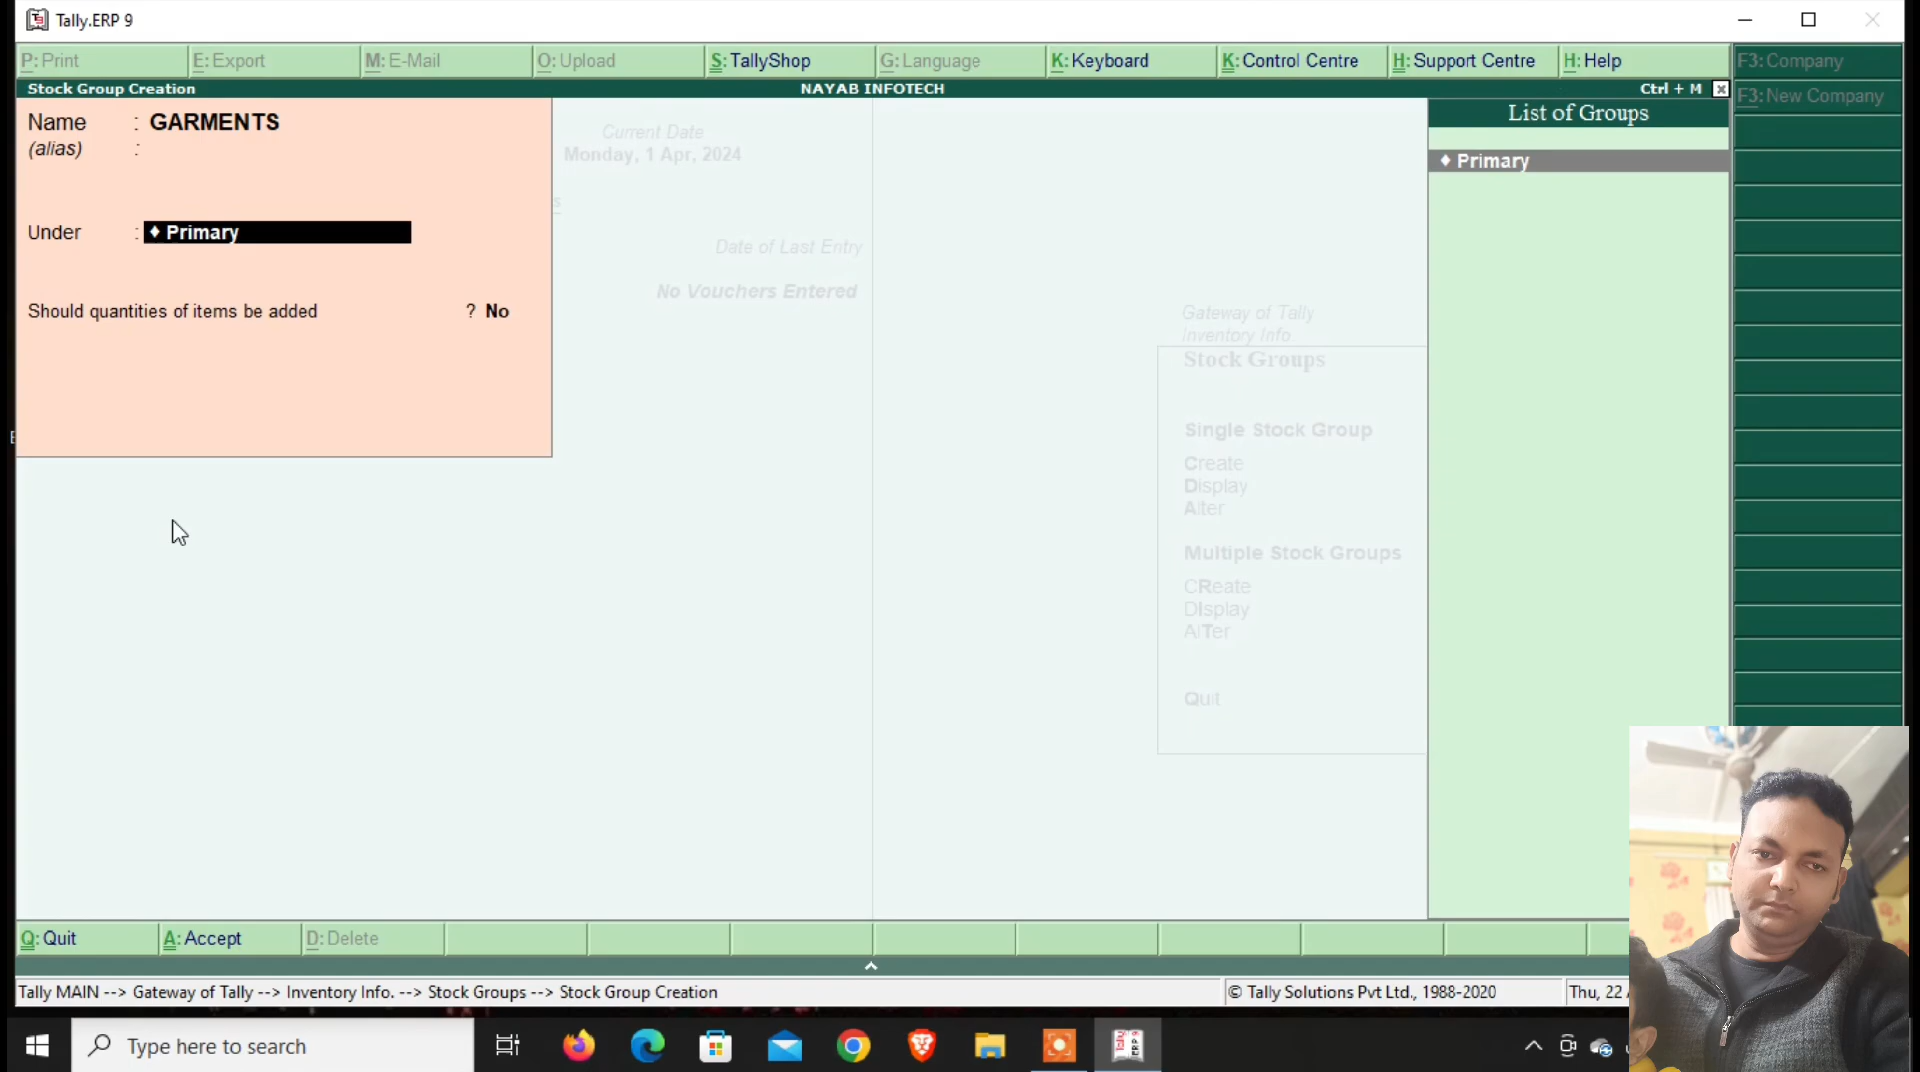 Tally.ERP 9
P: Print
E: Export
M: E-Mail
O: Upload
S: TallyShop
G: Language
K: Keyboard
K: Control Centre
H: Support Centre
H: Help
F3: Company
F3: New Company
Stock Group Creation
NAYAB INFOTECH
Ctrl + M
Name : GARMENTS
(alias) :
Under : ♦ Primary
Should quantities of items be added ? No
Current Date
Monday, 1 Apr, 2024
Date of Last Entry
No Vouchers Entered
Gateway of Tally
Inventory Info.
Stock Groups
Single Stock Group
Create
Display
Alter
Multiple Stock Groups
CReate
DIsplay
AlTer
Quit
List of Groups
♦ Primary
Q: Quit
A: Accept
D: Delete
Tally MAIN --> Gateway of Tally --> Inventory Info. --> Stock Groups --> Stock Group Creation
© Tally Solutions Pvt Ltd., 1988-2020
Thu, 22
Type here to search